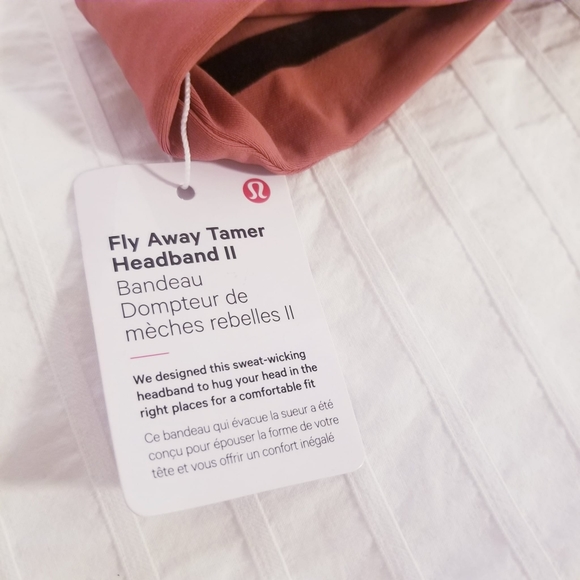 Fly Away Tamer
Headband II
Bandeau
Dompteur de
mèches rebelles II
We designed this sweat-wicking
headband to hug your head in the
right places for a comfortable fit
Ce bandeau qui évacue la sueur a été
conçu pour épouser la forme de votre
tête et vous offrir un confort inégalé